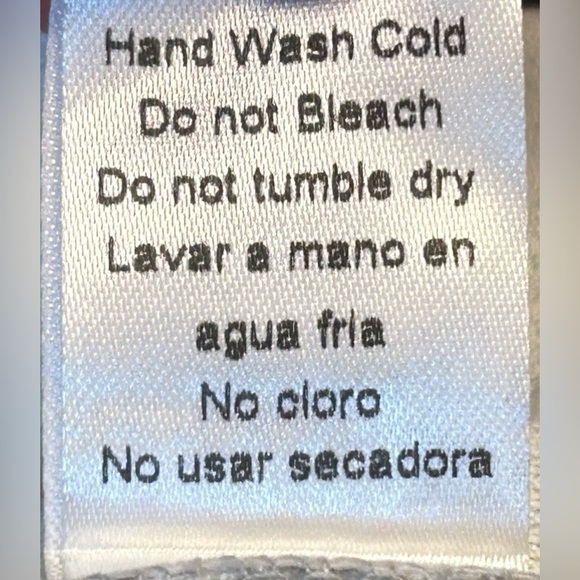 Hand Wash Cold
Do not Bleach
Do not tumble dry
Lavar a mano en
agua fria
No cloro
No usar secadora